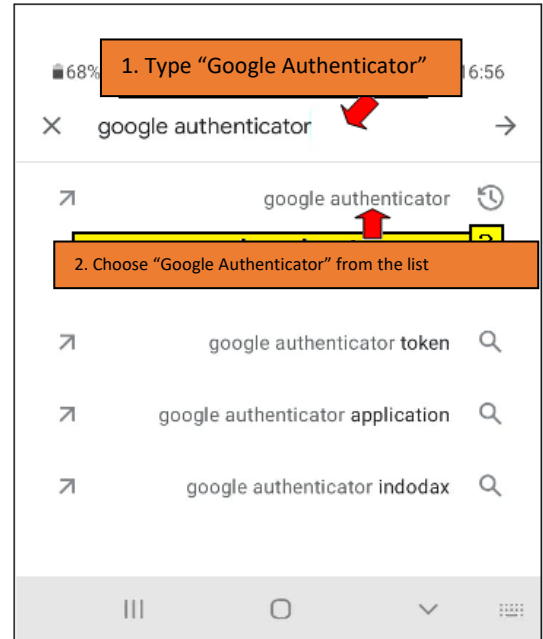 1. Type “Google Authenticator”
68%
16:56
google authenticator
google authenticator
2. Choose “Google Authenticator” from the list
google authenticator token
google authenticator application
google authenticator indodax